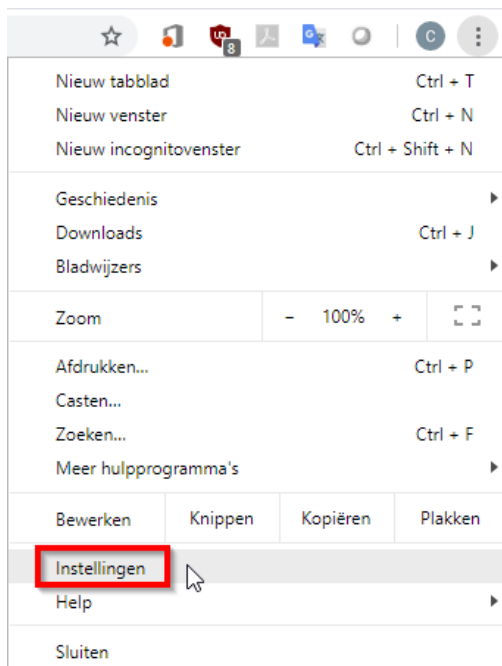 8 C
Nieuw tabblad Ctrl + T
Nieuw venster Ctrl + N
Nieuw incognitovenster Ctrl + Shift + N
Geschiedenis
Downloads Ctrl + J
Bladwijzers
Zoom - 100% +
Afdrukken... Ctrl + P
Casten...
Zoeken... Ctrl + F
Meer hulpprogramma's
Bewerken Knippen Kopiëren Plakken
Instellingen
Help
Sluiten